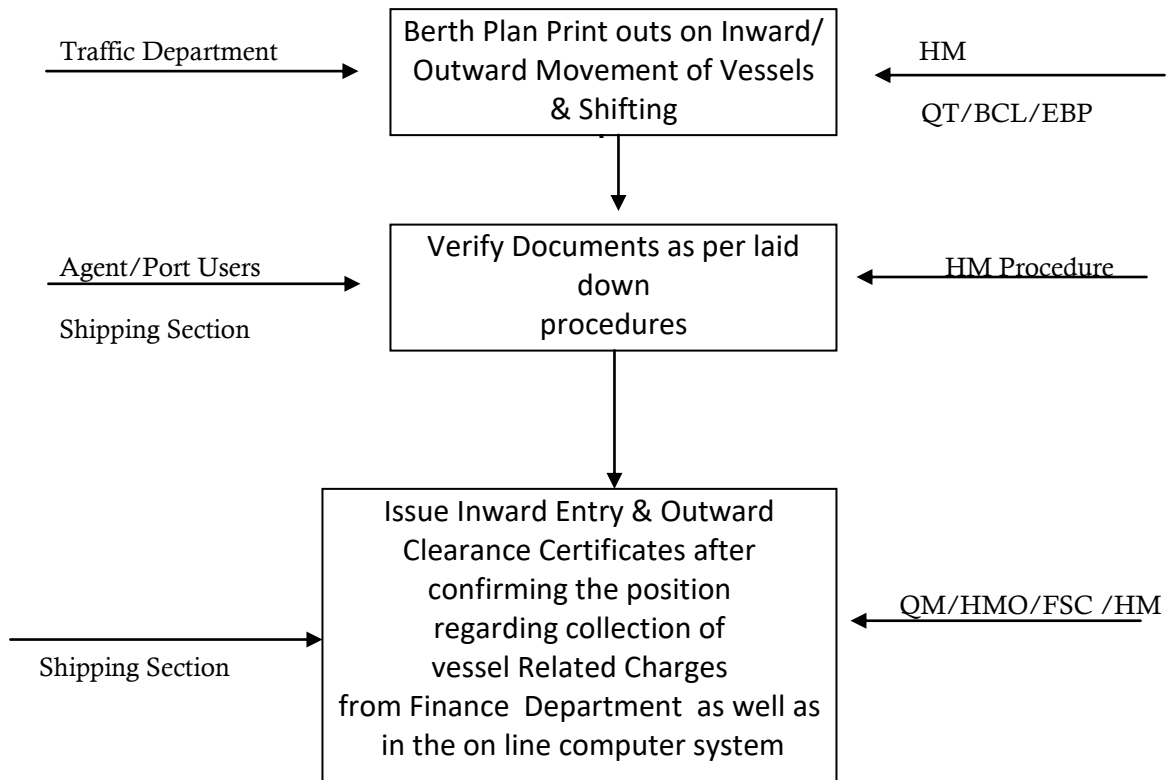 Traffic Department
Berth Plan Print outs on Inward/
Outward Movement of Vessels
& Shifting
HM
QT/BCL/EBP
Agent/Port Users
Shipping Section
Verify Documents as per laid
down
procedures
HM Procedure
Shipping Section
Issue Inward Entry & Outward
Clearance Certificates after
confirming the position
regarding collection of
vessel Related Charges
from Finance Department as well as
in the on line computer system
QM/HMO/FSC /HM